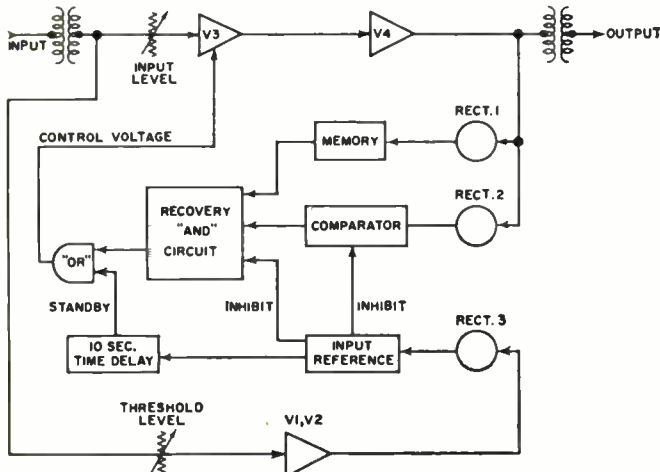 INPUT
INPUT
LEVEL
V3
V4
OUTPUT
CONTROL VOLTAGE
MEMORY
RECT. 1
RECOVERY
"AND"
CIRCUIT
COMPARATOR
RECT. 2
"OR"
STANDBY
INHIBIT
INHIBIT
10 SEC.
TIME DELAY
INPUT
REFERENCE
RECT. 3
THRESHOLD
LEVEL
V1, V2